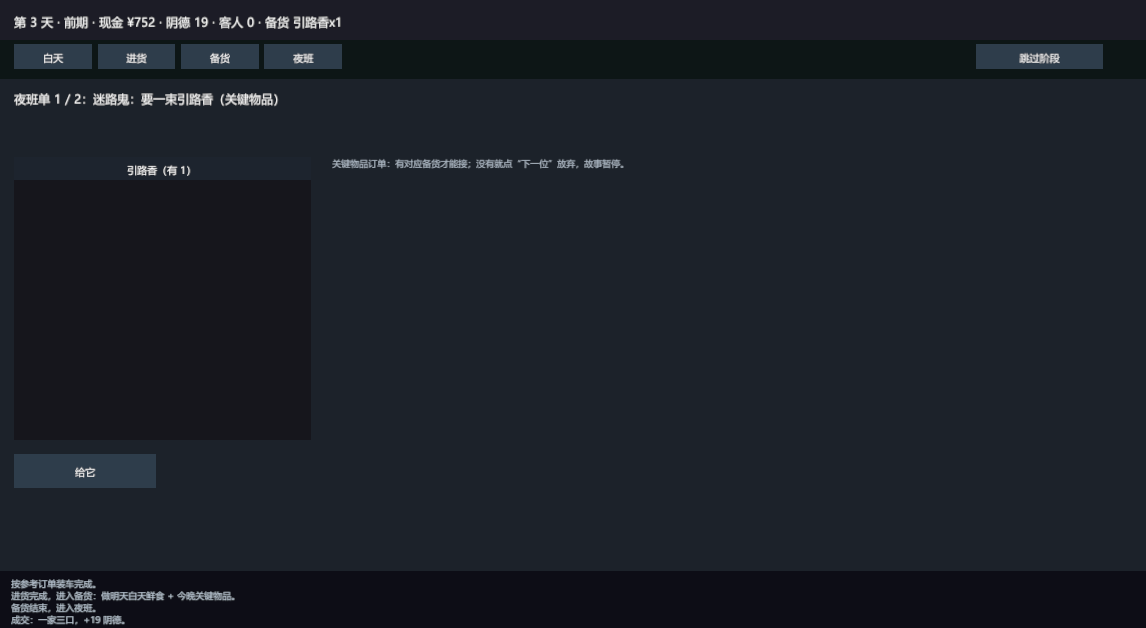 第 3 天 · 前期 · 现金 ¥752 · 阴德 19 · 客人 0 · 备货 引路香x1
白天 进货 备货 夜班 跳过阶段
夜班单 1 / 2：迷路鬼：要一束引路香（关键物品）
引路香（有 1）
关键物品订单：有对应备货才能接；没有就点“下一位”放弃，故事暂停。
给它
按参考订单装车完成。
进货完成，进入备货：做明天白天鲜食 + 今晚关键物品。
备货结束，进入夜班。
成交：一家三口，+19 阴德。